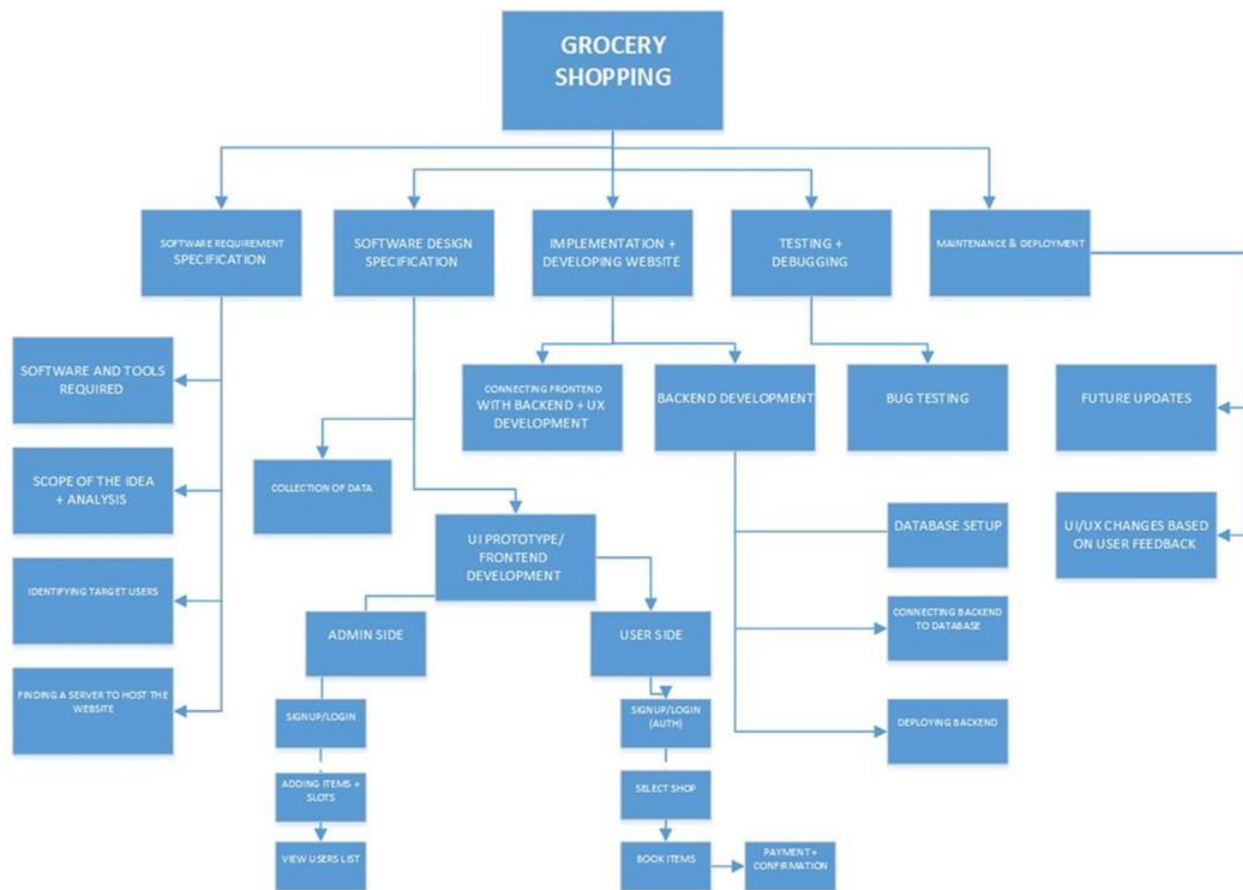 GROCERY
SHOPPING
SOFTWARE REQUIREMENT
SPECIFICATION
SOFTWARE DESIGN
SPECIFICATION
IMPLEMENTATION +
DEVELOPING WEBSITE
TESTING +
DEBUGGING
MAINTENANCE & DEPLOYMENT
SOFTWARE AND TOOLS
REQUIRED
SCOPE OF THE IDEA
+ ANALYSIS
IDENTIFYING TARGET USERS
FINDING A SERVER TO HOST THE
WEBSITE
COLLECTION OF DATA
UI PROTOTYPE/
FRONTEND
DEVELOPMENT
ADMIN SIDE
SIGNUP/LOGIN
ADDING ITEMS +
SLOTS
VIEW USERS LIST
USER SIDE
SIGNUP/LOGIN
(AUTH)
SELECT SHOP
BOOK ITEMS
PAYMENT +
CONFIRMATION
CONNECTING FRONTEND
WITH BACKEND + UX
DEVELOPMENT
BACKEND DEVELOPMENT
DATABASE SETUP
CONNECTING BACKEND
TO DATABASE
DEPLOYING BACKEND
BUG TESTING
FUTURE UPDATES
UI/UX CHANGES BASED
ON USER FEEDBACK